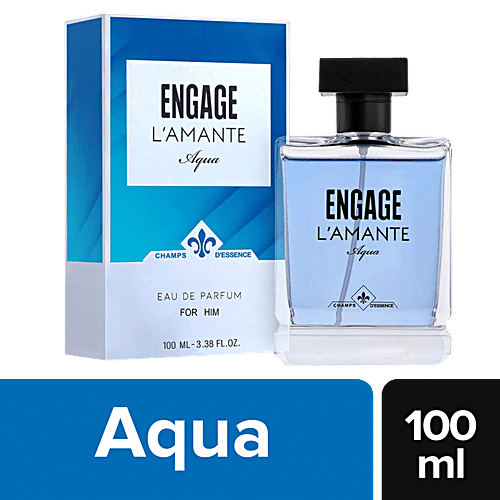 ENGAGE
L'AMANTE
Aqua
CHAMPS D'ESSENCE
EAU DE PARFUM
FOR HIM
100 ML-3.38 FL.OZ.
ENGAGE
L'AMANTE
Aqua
CHAMPS D'ESSENCE
Aqua
100
ml